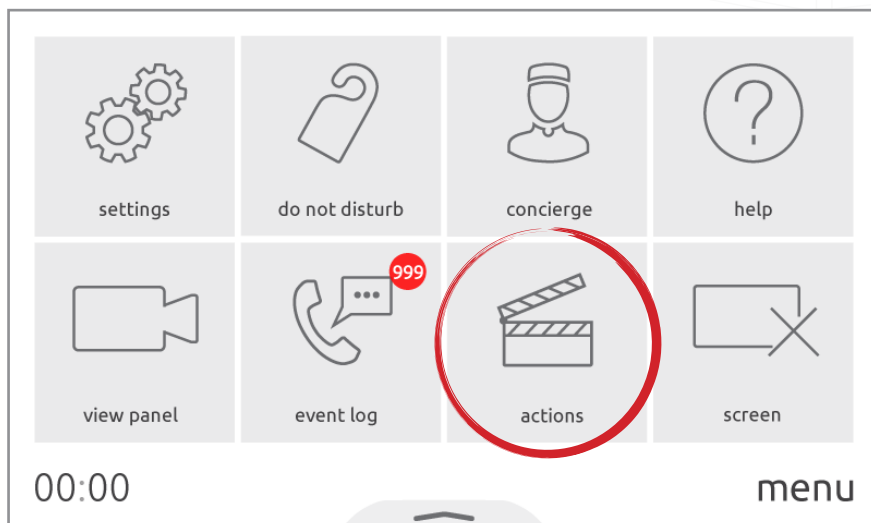 settings do not disturb concierge help
999
view panel event log actions screen
00:00 menu